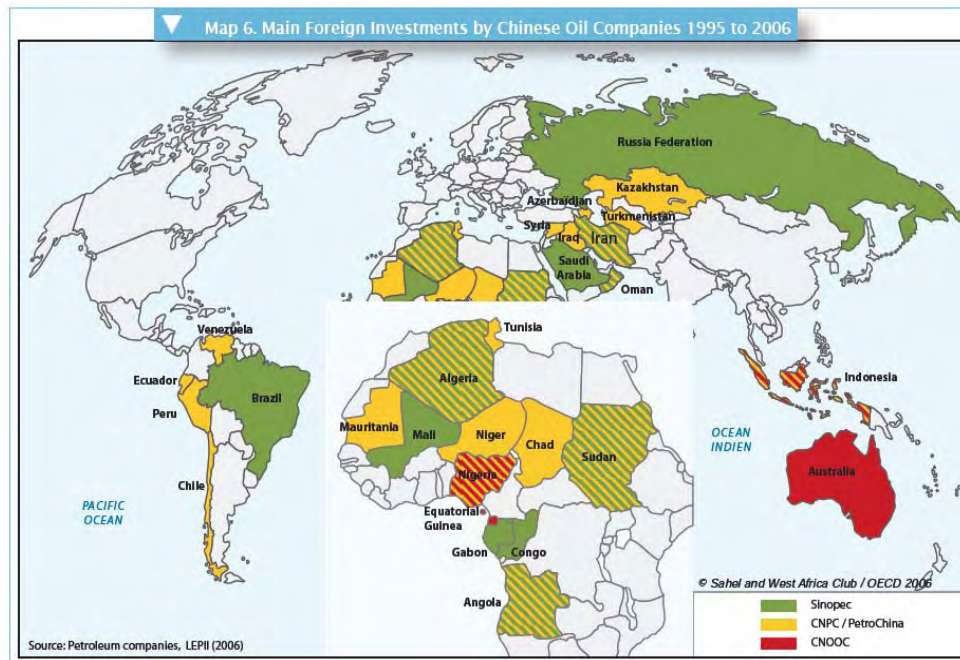 Map 6. Main Foreign Investments by Chinese Oil Companies 1995 to 2006
Russia Federation
Kazakhstan
Azerbaïdjan
Turkmenistan
Syria
Iraq
Iran
Saudi
Arabia
Oman
Venezuela
Ecuador
Peru
Brazil
Chile
PACIFIC
OCEAN
Tunisia
Algeria
Mauritania
Mali
Niger
Chad
Sudan
Nigeria
Equatorial
Guinea
Gabon
Congo
Angola
Indonesia
OCEAN
INDIEN
Australia
© Sahel and West Africa Club / OECD 2006
Sinopec
CNPC / PetroChina
CNOOC
Source: Petroleum companies, LEPII (2006)